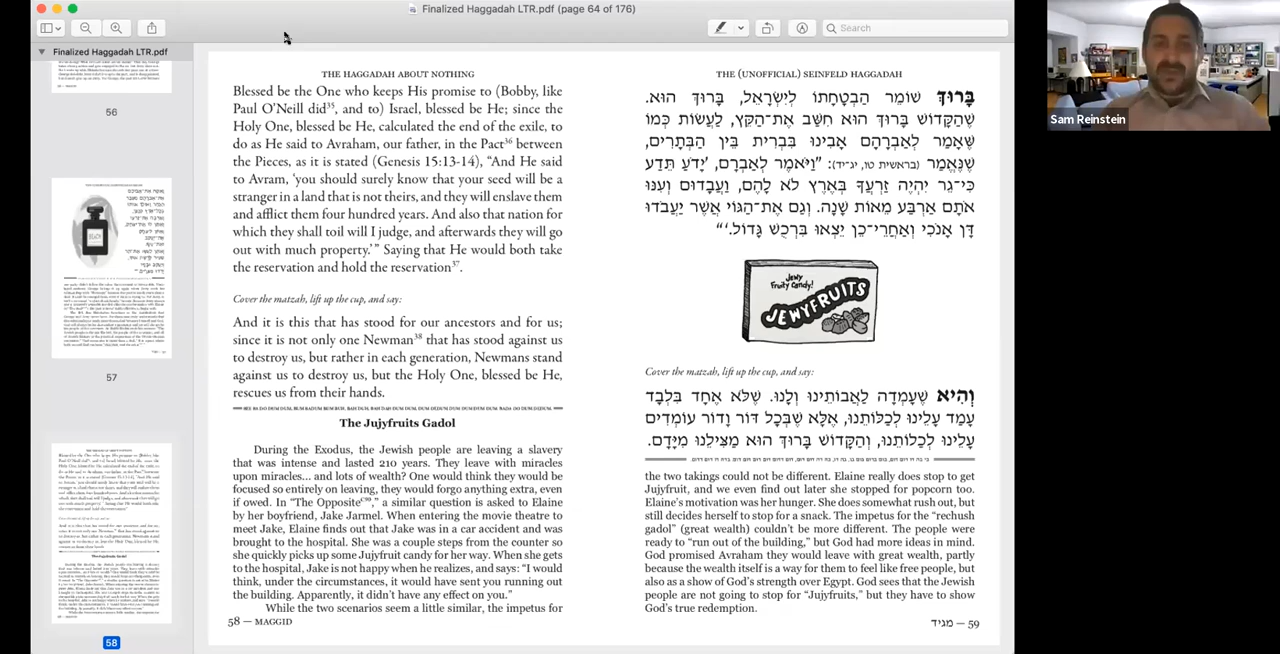 Finalized Haggadah LTR.pdf (page 64 of 176)
Search
Finalized Haggadah LTR.pdf
56
57
58
THE HAGGADAH ABOUT NOTHING
Blessed be the One who keeps His promise to (Bobby, like
Paul O'Neill did35, and to) Israel, blessed be He; since the
Holy One, blessed be He, calculated the end of the exile, to
do as He said to Avraham, our father, in the Pact36 between
the Pieces, as it is stated (Genesis 15:13-14), "And He said
to Avram, 'you should surely know that your seed will be a
stranger in a land that is not theirs, and they will enslave them
and afflict them four hundred years. And also that nation for
which they shall toil will I judge, and afterwards they will go
out with much property.'" Saying that He would both take
the reservation and hold the reservation37.
Cover the matzah, lift up the cup, and say:
And it is this that has stood for our ancestors and for us,
since it is not only one Newman38 that has stood against us
to destroy us, but rather in each generation, Newmans stand
against us to destroy us, but the Holy One, blessed be He,
rescues us from their hands.
The Jujyfruits Gadol
During the Exodus, the Jewish people are leaving a slavery
that was intense and lasted 210 years. They leave with miracles
upon miracles... and lots of wealth. One would think they would be
focused entirely on leaving, they would forgo anything extra even
if owed. In "The Opposite39," a similar question is posed to Elaine
by her boyfriend, Jake Jarmel. When entering the movie theatre to
meet Jake, Elaine finds out that Jake was in a car accident and was
brought to the hospital. She was a couple steps from the counter so
she quickly picks up some Jujyfruit candy for her way. When she gets
to the hospital, Jake is unhappy when he realizes, and says: "I would
think, under the circumstances, it would have sent you running out
the building. Apparently, it didn't have any effect on you."
While the two scenarios seem a little similar, the impetus for
58 — MAGGID
THE (UNOFFICIAL) SEINFELD HAGGADAH
בָּרוּךְ שׁוֹמֵר הַבְטָחָתוֹ לְיִשְׂרָאֵל, בָּרוּךְ הוּא.
שֶׁהַקָּדוֹשׁ בָּרוּךְ הוּא חִשַּׁב אֶת־הַקֵּץ, לַעֲשׂוֹת כְּמוֹ
שֶּׁאָמַר לְאַבְרָהָם אָבִינוּ בִּבְרִית בֵּין הַבְּתָרִים,
שֶׁנֶּאֱמַר (בראשית טו, יג־יד): "וַיֹּאמֶר לְאַבְרָם, 'יָדֹעַ תֵּדַע
כִּי־גֵר יִהְיֶה זַרְעֲךָ בְּאֶרֶץ לֹא לָהֶם, וַעֲבָדוּם וְעִנּוּ
אֹתָם אַרְבַּע מֵאוֹת שָׁנָה. וְגַם אֶת־הַגּוֹי אֲשֶׁר יַעֲבֹדוּ
דָּן אָנֹכִי וְאַחֲרֵי־כֵן יֵצְאוּ בִּרְכֻשׁ גָּדוֹל.'"
Jewy
Fruity Candy!
JEWYFRUITS
Cover the matzah, lift up the cup, and say:
וְהִיא שֶׁעָמְדָה לַאֲבוֹתֵינוּ וְלָנוּ. שֶׁלֹּא אֶחָד בִּלְבָד
עָמַד עָלֵינוּ לְכַלּוֹתֵנוּ, אֶלָּא שֶׁבְּכָל דּוֹר וָדוֹר עוֹמְדִים
עָלֵינוּ לְכַלּוֹתֵנוּ, וְהַקָּדוֹשׁ בָּרוּךְ הוּא מַצִּילֵנוּ מִיָּדָם.
the two takings could not be more different. Elaine really does stop to get
Jujyfruit, and we even find out later she stopped for popcorn too.
Elaine's motivation was her hunger. She does somewhat rush out, but
still decides herself to stop for a snack. The impetus for the "rechush
gadol" (great wealth) can't be more different. The people were
ready to "run out of the building," but God had more ideas in mind.
God promised Avraham they would leave with great wealth, partly
because the wealth itself is a way for them to feel like free people, but
also as a show of God's strength over Egypt. God sees that the Jewish
people are not going to stop for "Jujyfruits," but they have to show
God's true redemption.
59 — מגיד
Sam Reinstein